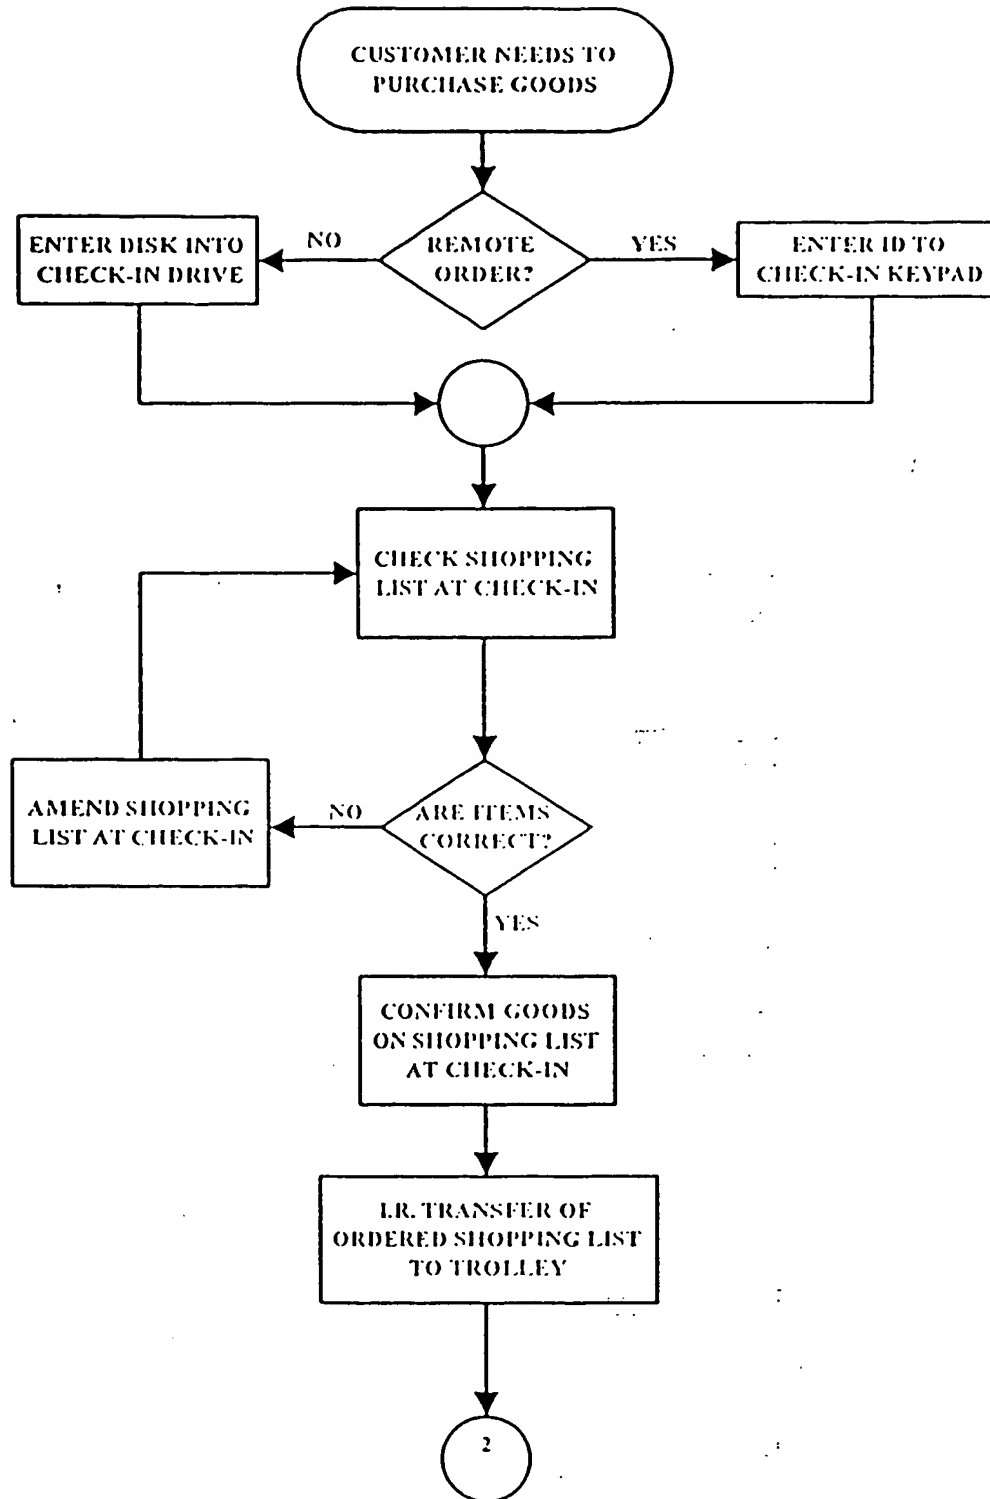 CUSTOMER NEEDS TO
PURCHASE GOODS
REMOTE
ORDER?
NO
YES
ENTER DISK INTO
CHECK-IN DRIVE
ENTER ID TO
CHECK-IN KEYPAD
CHECK SHOPPING
LIST AT CHECK-IN
ARE ITEMS
CORRECT?
NO
AMEND SHOPPING
LIST AT CHECK-IN
YES
CONFIRM GOODS
ON SHOPPING LIST
AT CHECK-IN
I.R. TRANSFER OF
ORDERED SHOPPING LIST
TO TROLLEY
2